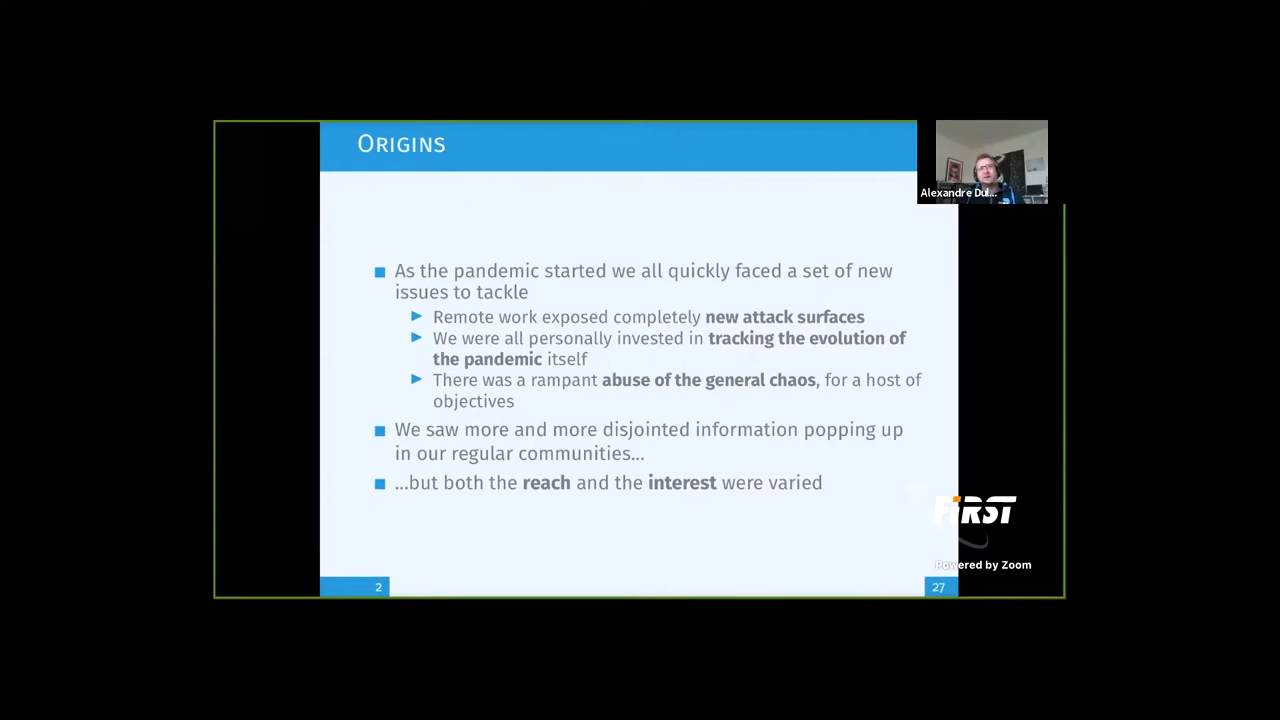 ORIGINS
Alexandre Dul...
■ As the pandemic started we all quickly faced a set of new
issues to tackle
▶ Remote work exposed completely new attack surfaces
▶ We were all personally invested in tracking the evolution of
the pandemic itself
▶ There was a rampant abuse of the general chaos, for a host of
objectives
■ We saw more and more disjointed information popping up
in our regular communities...
■ ...but both the reach and the interest were varied
FiRST
Powered by Zoom
2
27